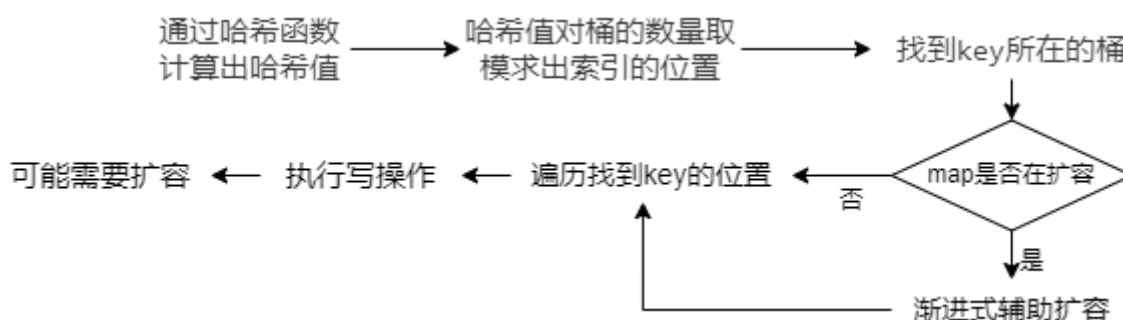 通过哈希函数
计算出哈希值
哈希值对桶的数量取
模求出索引的位置
找到key所在的桶
map是否在扩容
否
遍历找到key的位置
执行写操作
可能需要扩容
是
渐进式辅助扩容